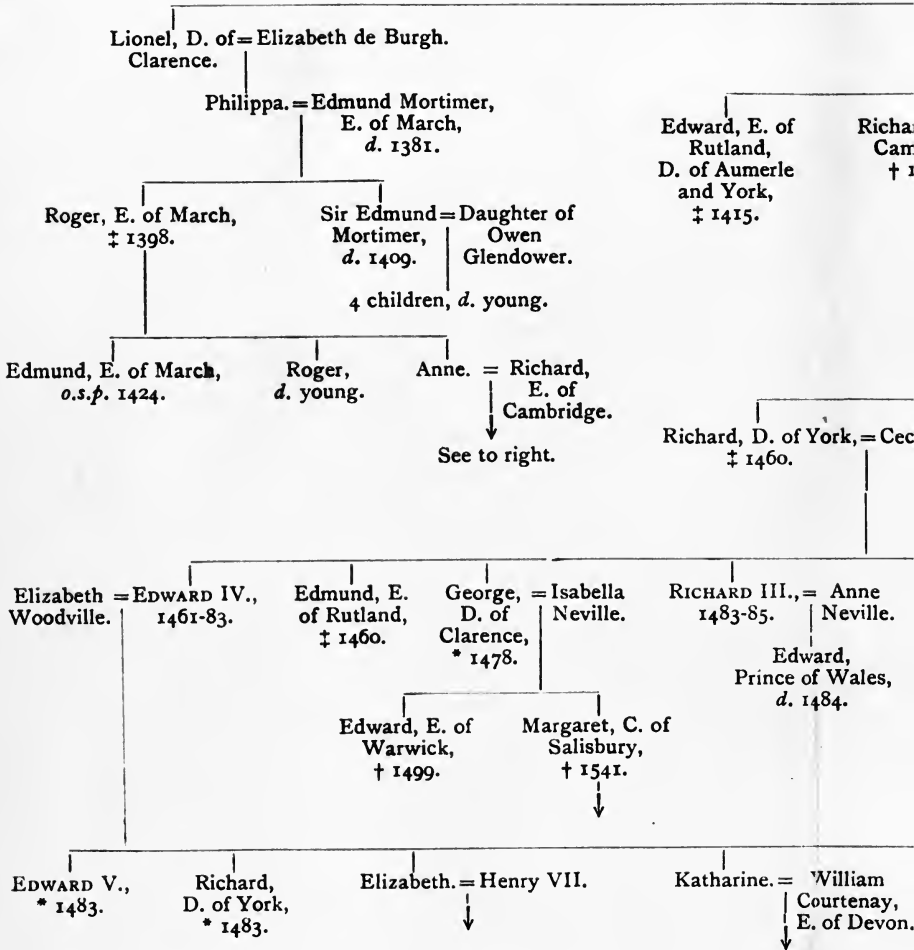 Lionel, D. of = Elizabeth de Burgh.
Clarence.
Philippa. = Edmund Mortimer,
E. of March,
d. 1381.
Edward, E. of
Rutland,
D. of Aumerle
and York,
‡ 1415.
Richar
Cam
† 1
Roger, E. of March,
‡ 1398.
Sir Edmund = Daughter of
Mortimer, Owen
d. 1409. Glendower.
4 children, d. young.
Edmund, E. of March,
o.s.p. 1424.
Roger,
d. young.
Anne. = Richard,
E. of
Cambridge.
See to right.
Richard, D. of York, = Cec
‡ 1460.
Elizabeth = EDWARD IV.,
Woodville. 1461-83.
Edmund, E.
of Rutland,
‡ 1460.
George, = Isabella
D. of Neville.
Clarence,
* 1478.
RICHARD III., = Anne
1483-85. Neville.
Edward,
Prince of Wales,
d. 1484.
Edward, E. of
Warwick,
† 1499.
Margaret, C. of
Salisbury,
† 1541.
EDWARD V.,
* 1483.
Richard,
D. of York,
* 1483.
Elizabeth. = Henry VII.
Katharine. = William
Courtenay,
E. of Devon.